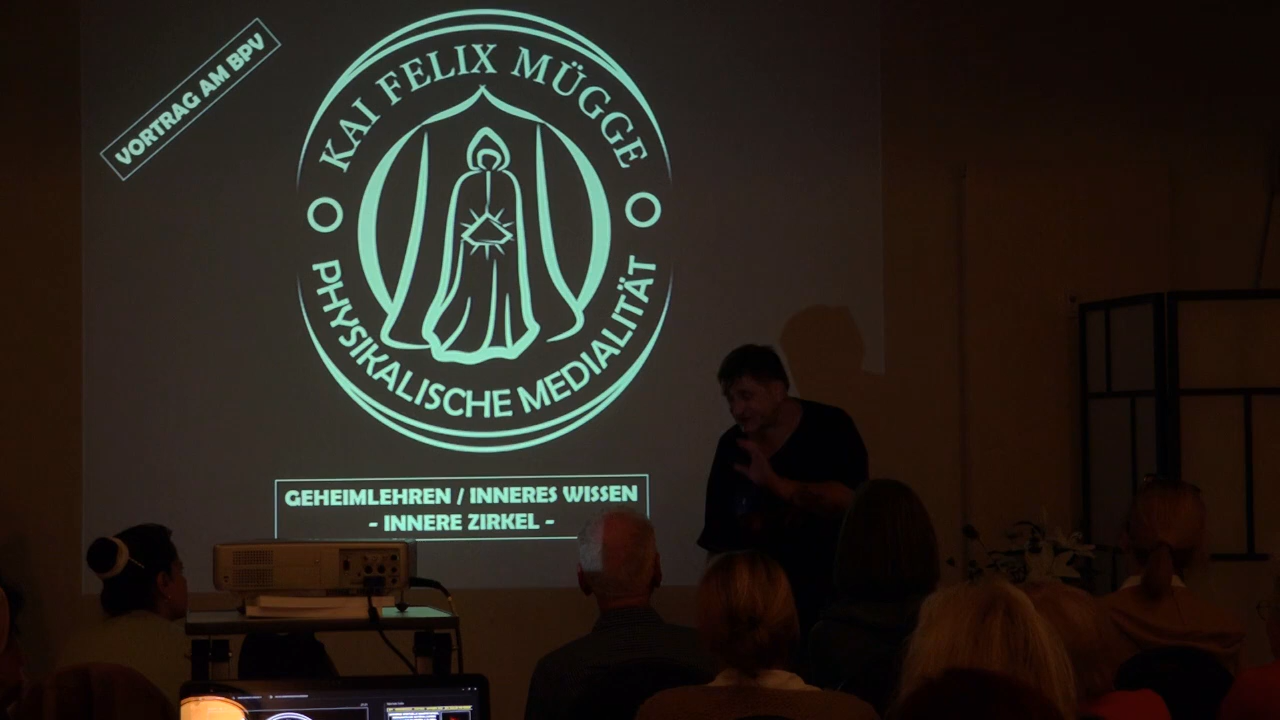 VORTRAG AM BPV
KAI FELIX MÜGGE
PHYSIKALISCHE MEDIALITÄT
GEHEIMLEHREN / INNERES WISSEN
- INNERE ZIRKEL -